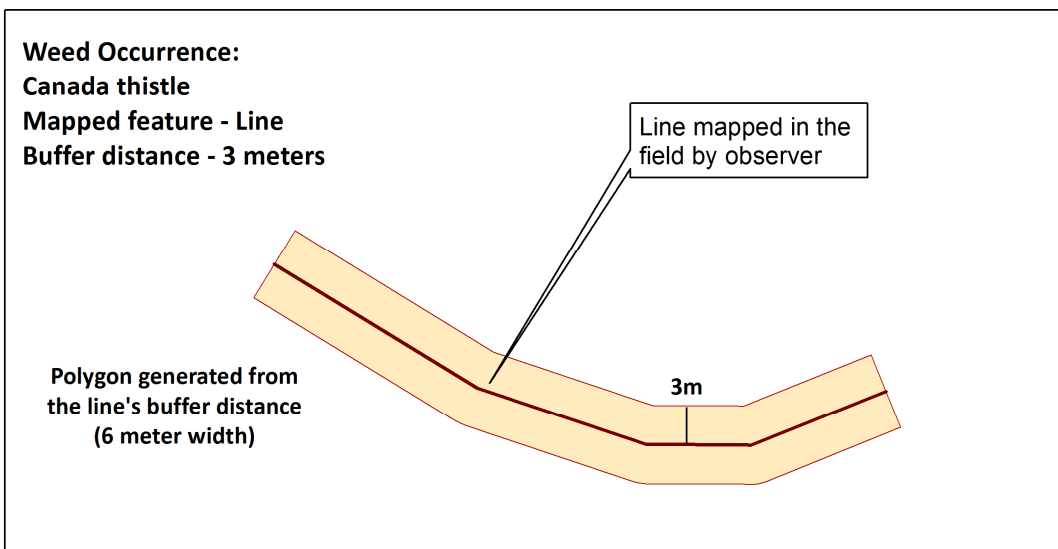 Weed Occurrence:
Canada thistle
Mapped feature - Line
Buffer distance - 3 meters
Line mapped in the
field by observer
Polygon generated from
the line's buffer distance
(6 meter width)
3m